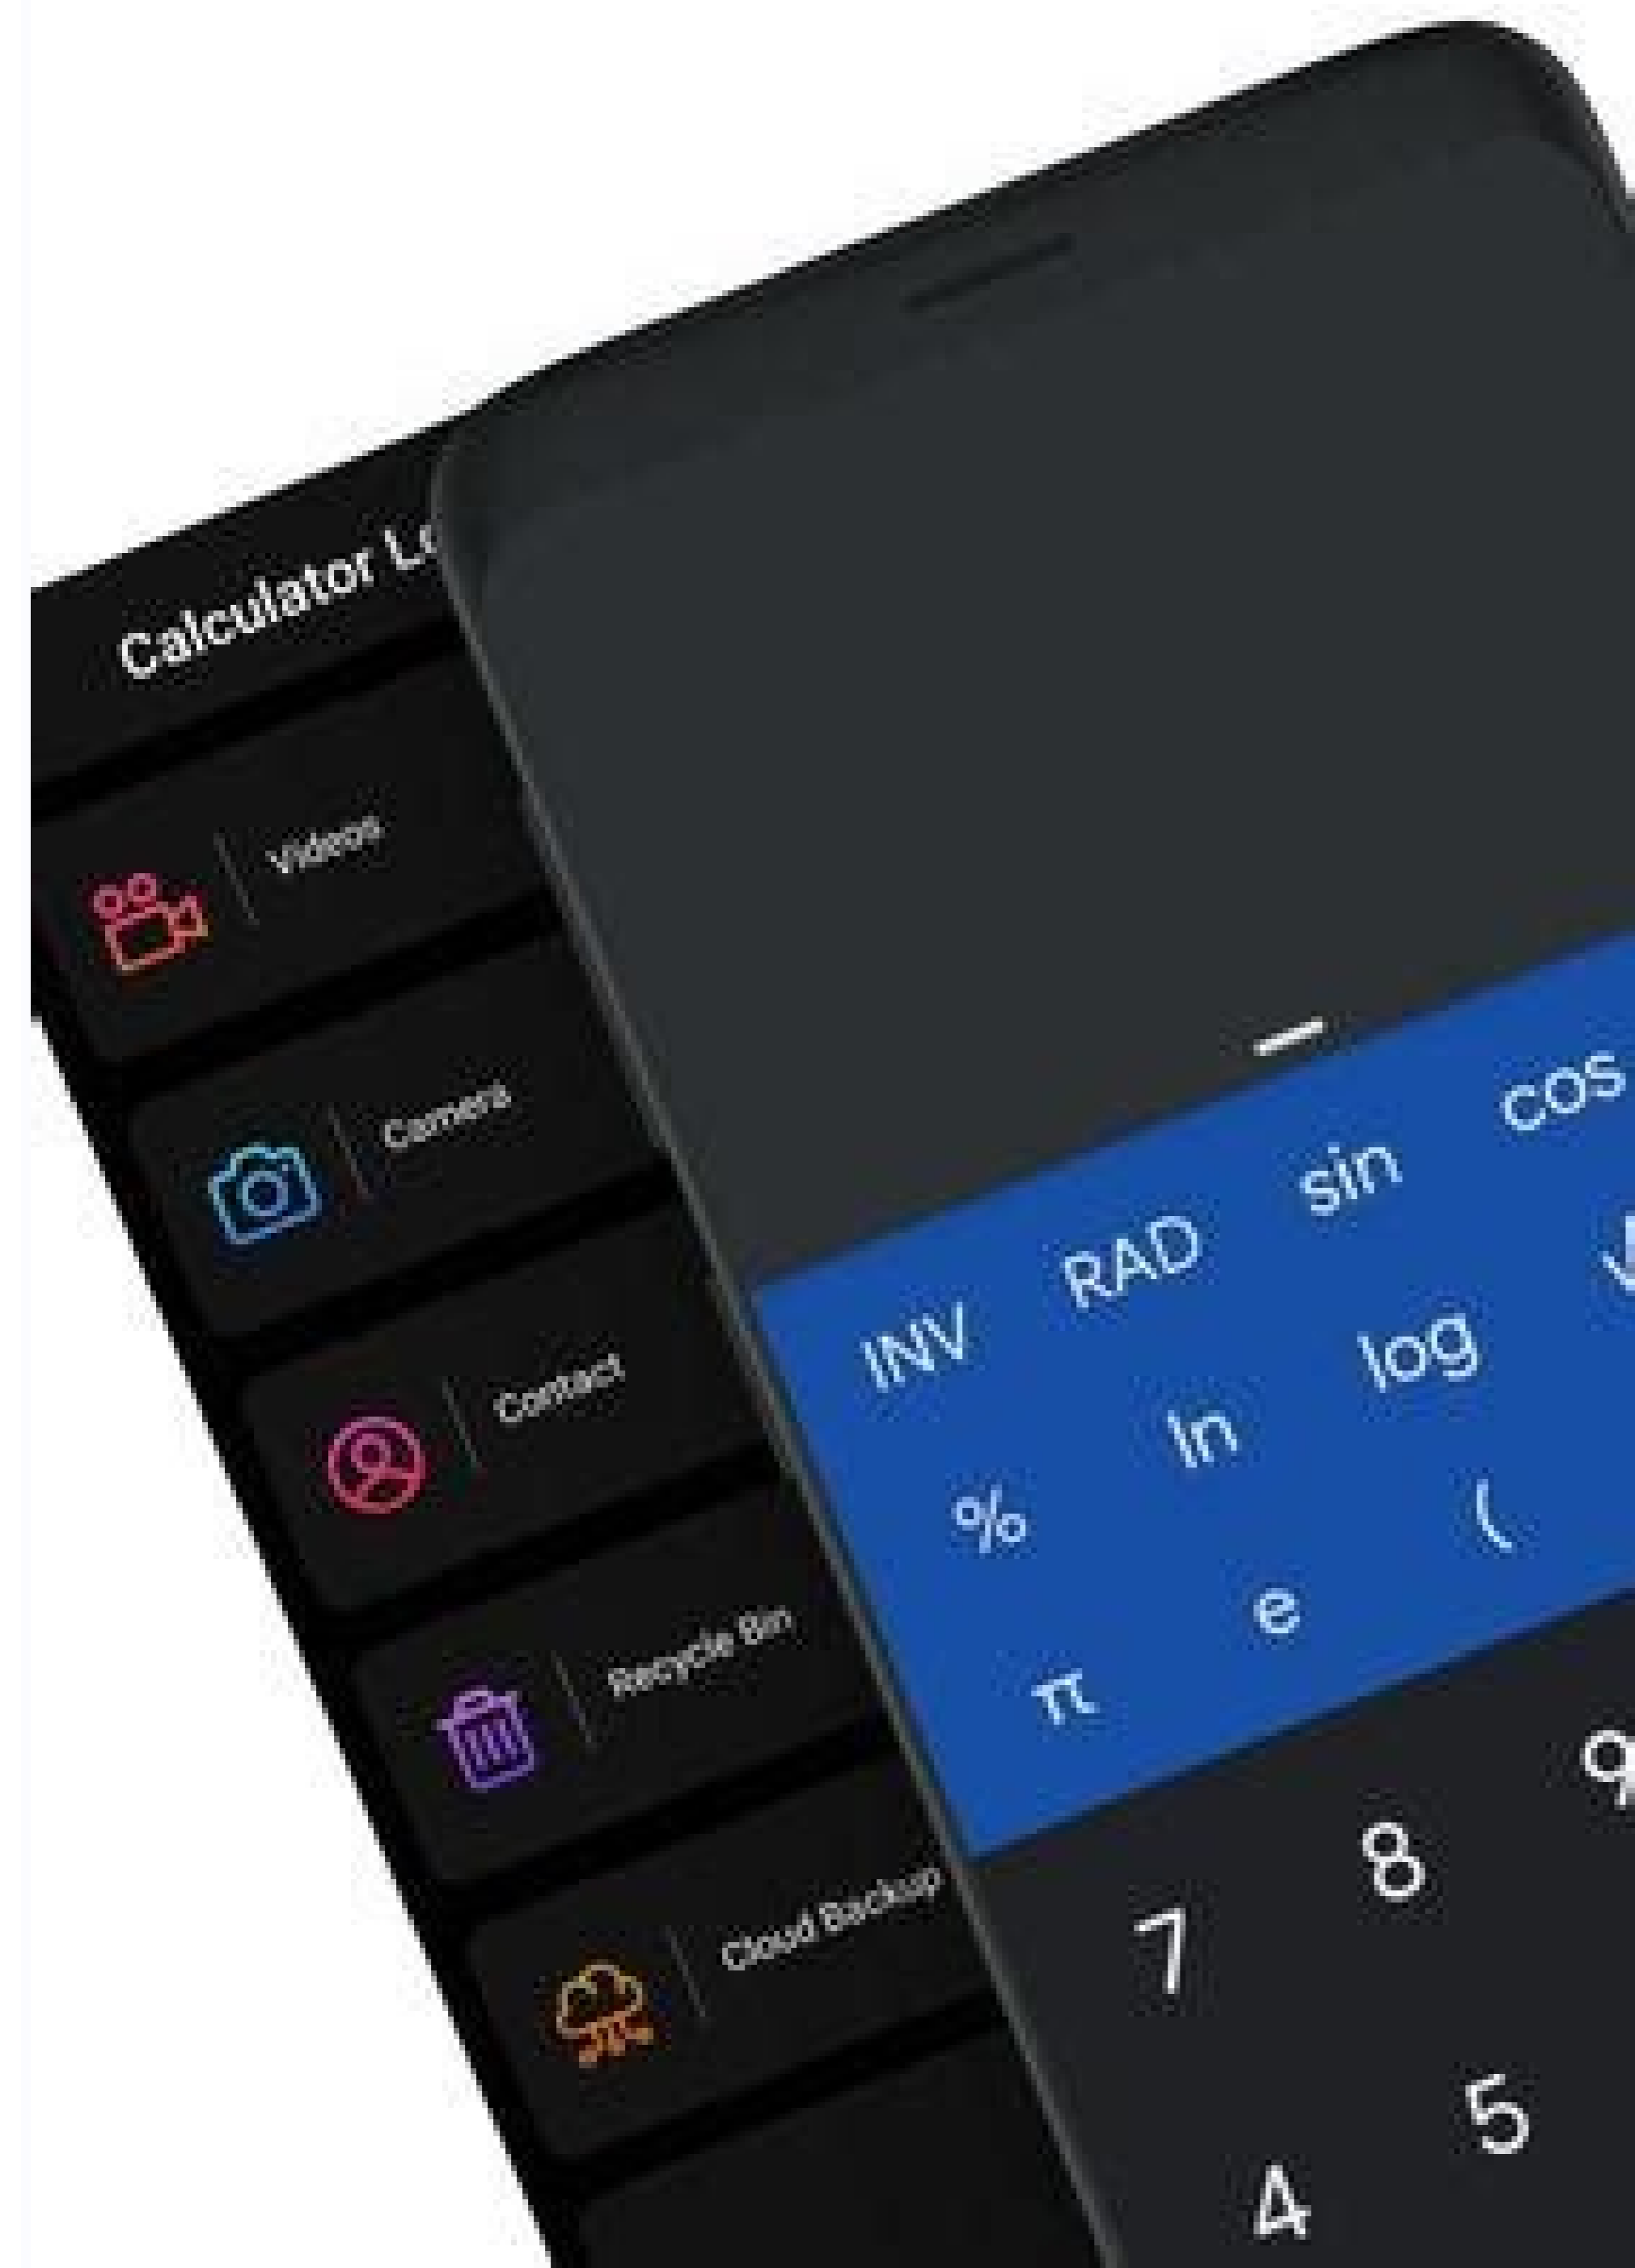 Calculator Lo
Videos
Camera
Contact
Recycle Bin
Cloud Backup
INV RAD sin cos
% ln log √
π e (
7 8 9
4 5